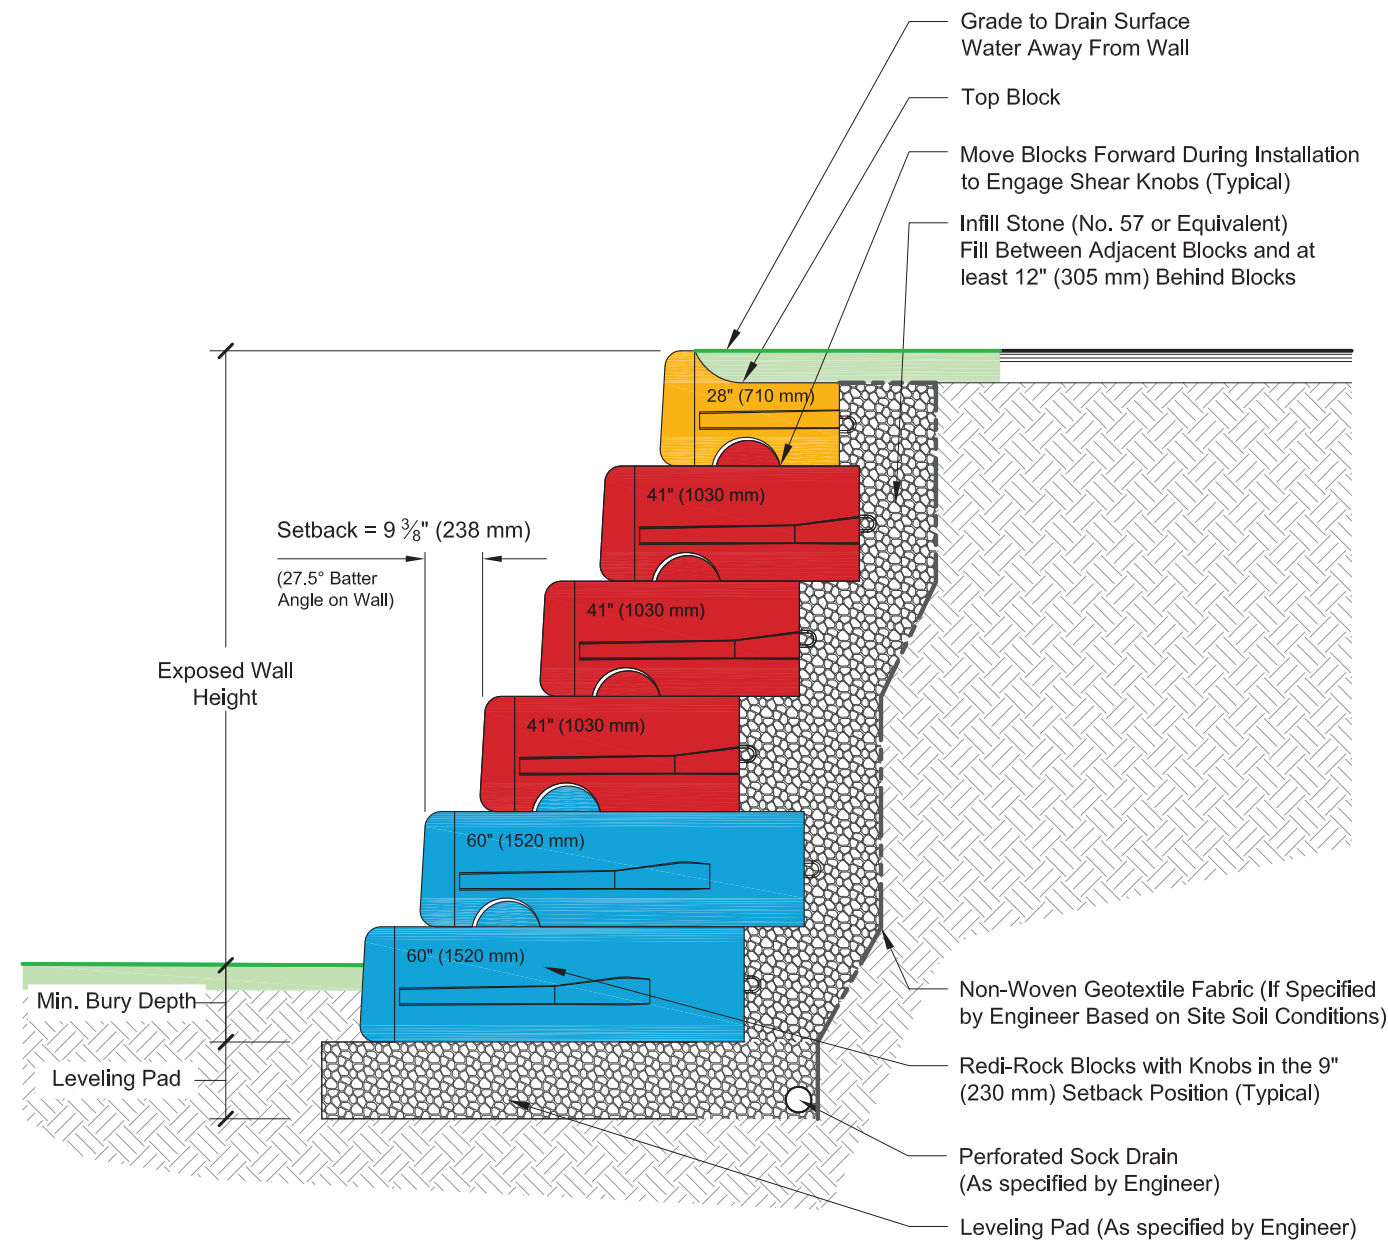 Grade to Drain Surface
Water Away From Wall
Top Block
Move Blocks Forward During Installation
to Engage Shear Knobs (Typical)
Infill Stone (No. 57 or Equivalent)
Fill Between Adjacent Blocks and at
least 12" (305 mm) Behind Blocks
28" (710 mm)
41" (1030 mm)
Setback = 9 3/8" (238 mm)
(27.5° Batter
Angle on Wall)
41" (1030 mm)
Exposed Wall
Height
41" (1030 mm)
60" (1520 mm)
60" (1520 mm)
Min. Bury Depth
Leveling Pad
Non-Woven Geotextile Fabric (If Specified
by Engineer Based on Site Soil Conditions)
Redi-Rock Blocks with Knobs in the 9"
(230 mm) Setback Position (Typical)
Perforated Sock Drain
(As specified by Engineer)
Leveling Pad (As specified by Engineer)